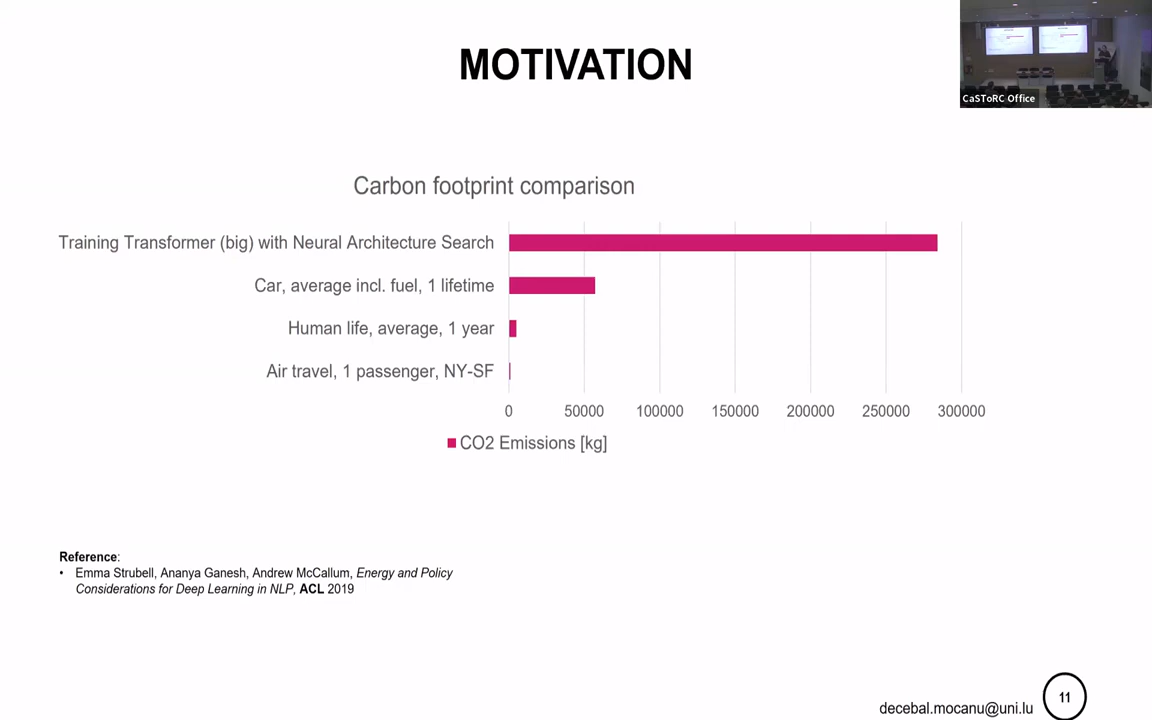 MOTIVATION
CaSToRC Office
Carbon footprint comparison
Training Transformer (big) with Neural Architecture Search
Car, average incl. fuel, 1 lifetime
Human life, average, 1 year
Air travel, 1 passenger, NY-SF
0 50000 100000 150000 200000 250000 300000
CO2 Emissions [kg]
Reference:
• Emma Strubell, Ananya Ganesh, Andrew McCallum, Energy and Policy
Considerations for Deep Learning in NLP, ACL 2019
decebal.mocanu@uni.lu
11